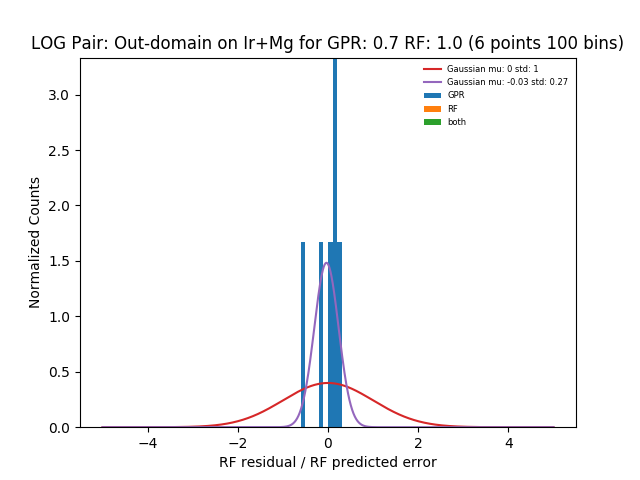 LOG Pair: Out-domain on Ir+Mg for GPR: 0.7 RF: 1.0 (6 points 100 bins)
Gaussian mu: 0 std: 1
Gaussian mu: -0.03 std: 0.27
GPR
RF
both
Normalized Counts
3.0
2.5
2.0
1.5
1.0
0.5
0.0
−4
−2
0
2
4
RF residual / RF predicted error